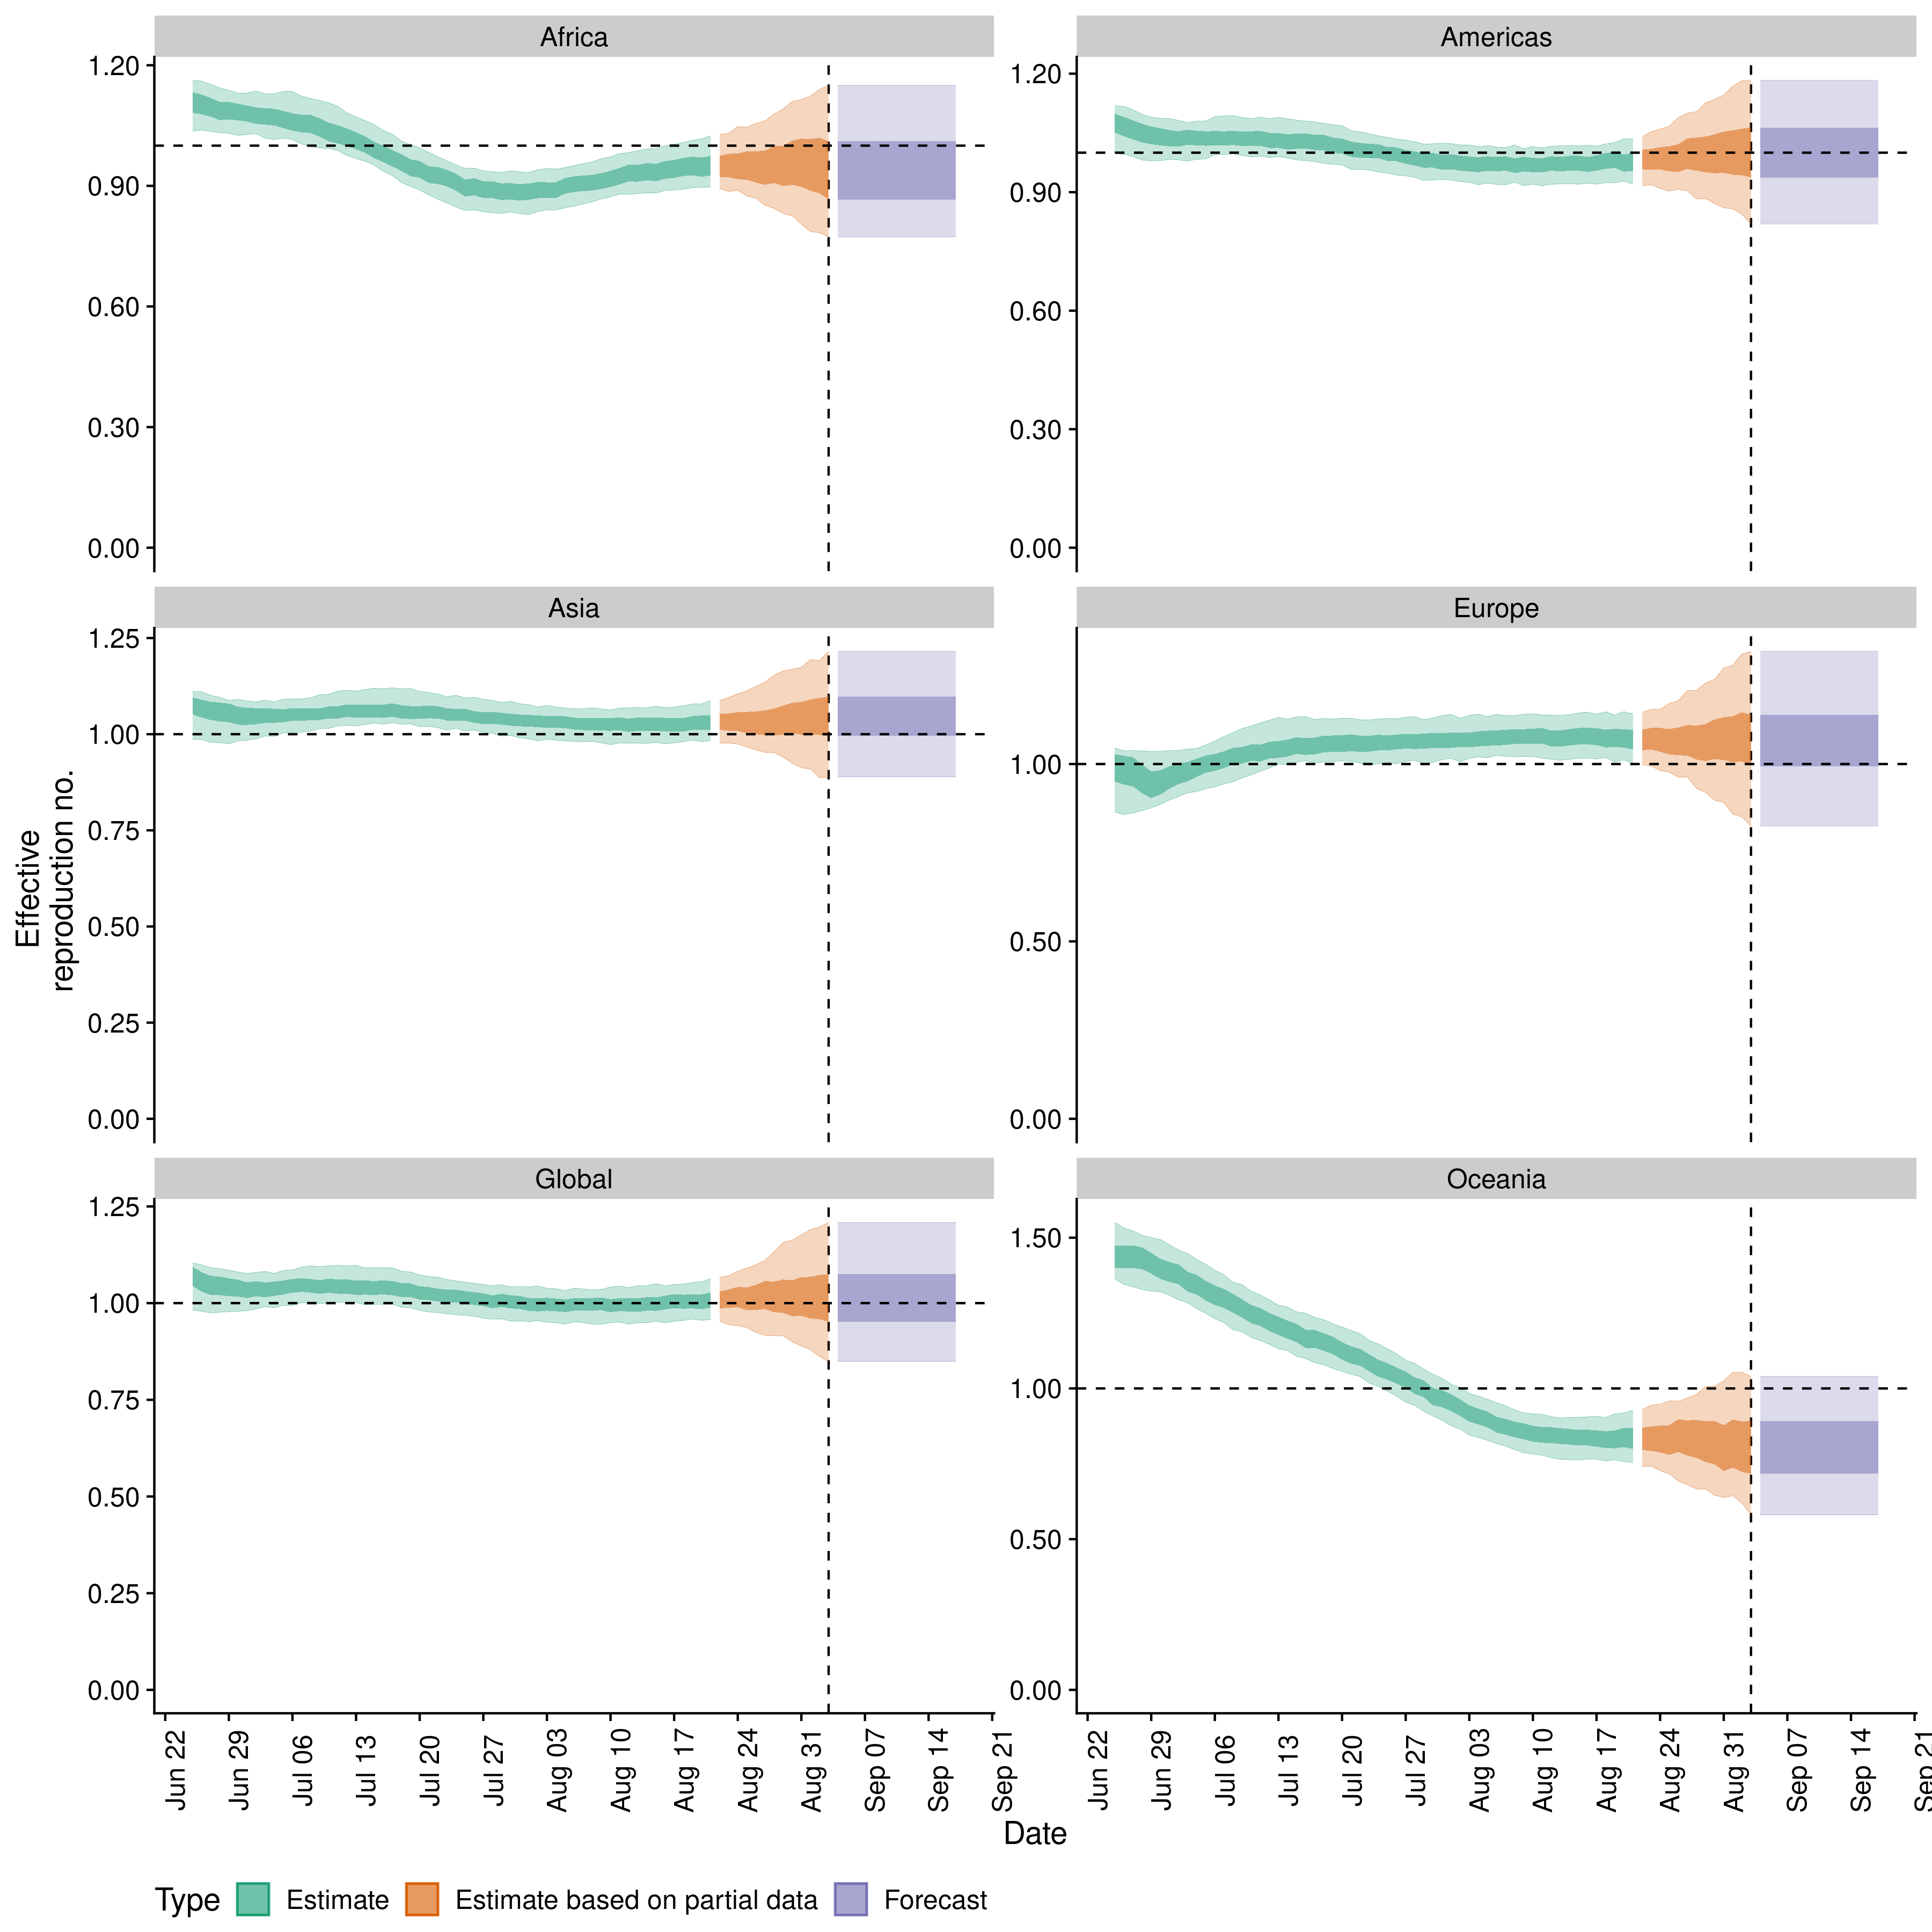 Africa
Americas
1.20
0.90
0.60
0.30
0.00
1.20
0.90
0.60
0.30
0.00
Asia
Europe
1.25
1.00
0.75
0.50
0.25
0.00
1.00
0.50
0.00
Effective
reproduction no.
Global
Oceania
1.25
1.00
0.75
0.50
0.25
0.00
1.50
1.00
0.50
0.00
Jun 22
Jun 29
Jul 06
Jul 13
Jul 20
Jul 27
Aug 03
Aug 10
Aug 17
Aug 24
Aug 31
Sep 07
Sep 14
Sep 21
Jun 22
Jun 29
Jul 06
Jul 13
Jul 20
Jul 27
Aug 03
Aug 10
Aug 17
Aug 24
Aug 31
Sep 07
Sep 14
Sep 21
Date
Type Estimate Estimate based on partial data Forecast